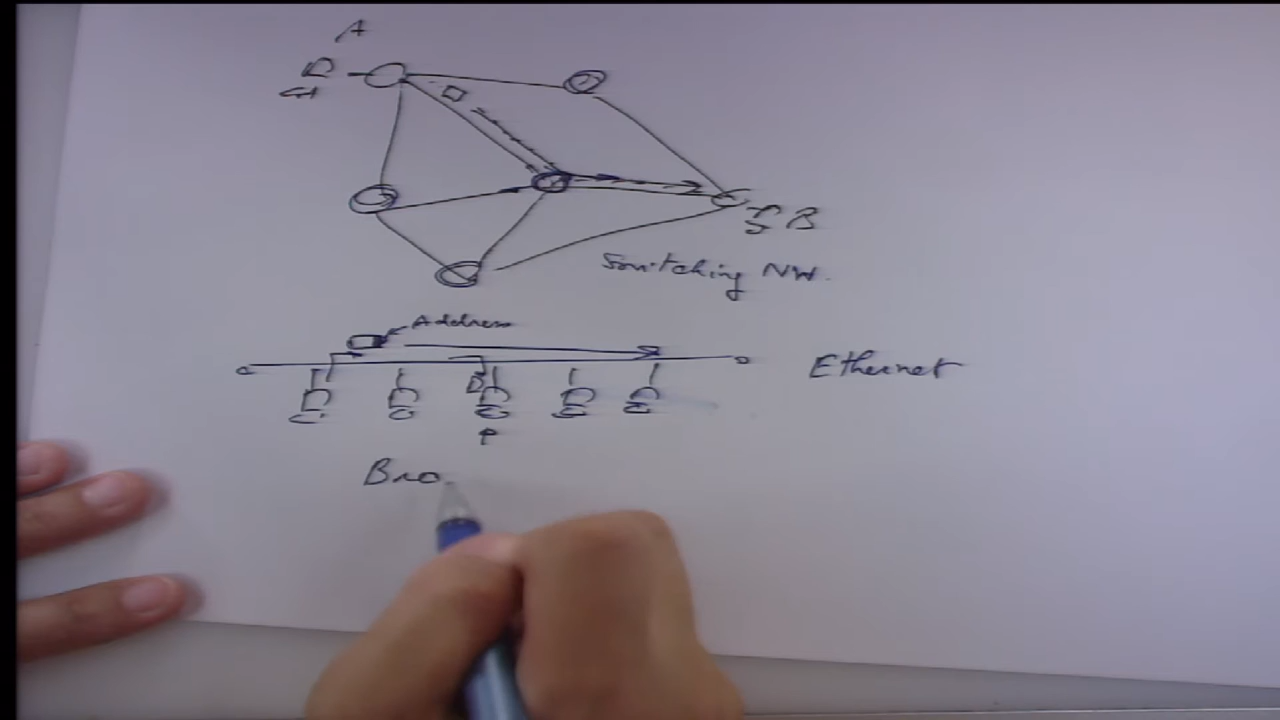 A
B
Switching NW.
Address
Ethernet
P
Bro